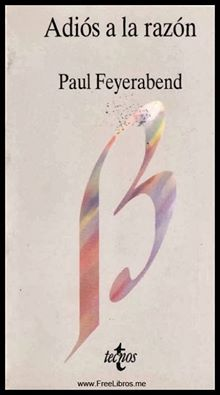 Adiós a la razón
Paul Feyerabend
β
tecnos
www.FreeLibros.me